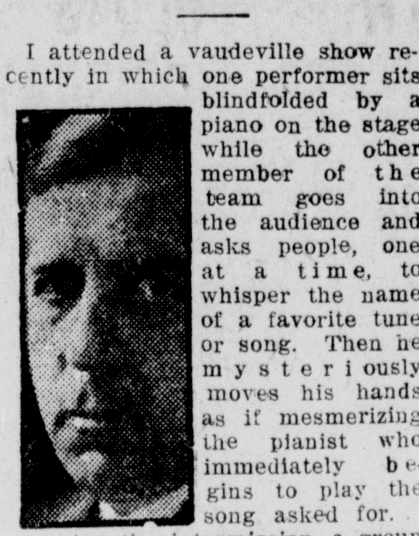 I attended a vaudeville show re-
cently in which one performer sits
blindfolded by a
piano on the stage
while the other
member of the
team goes into
the audience and
asks people, one
at a time, to
whisper the name
of a favorite tune
or song. Then he
mysteriously
moves his hands
as if mesmerizing
the pianist who
immediately be-
gins to play the
song asked for.